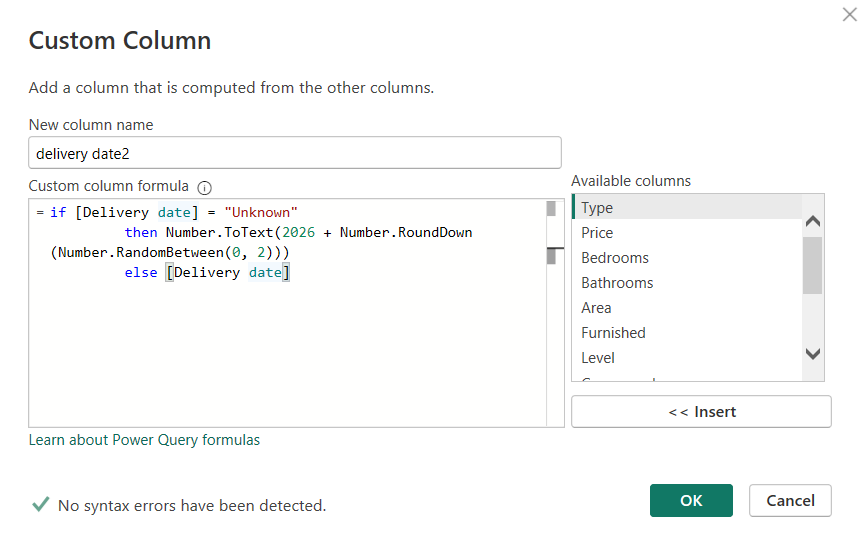 Custom Column
Add a column that is computed from the other columns.
New column name
delivery date2
Custom column formula
= if [Delivery date] = "Unknown"
then Number.ToText(2026 + Number.RoundDown
(Number.RandomBetween(0, 2)))
else [Delivery date]
Available columns
Type
Price
Bedrooms
Bathrooms
Area
Furnished
Level
<< Insert
Learn about Power Query formulas
No syntax errors have been detected.
OK
Cancel